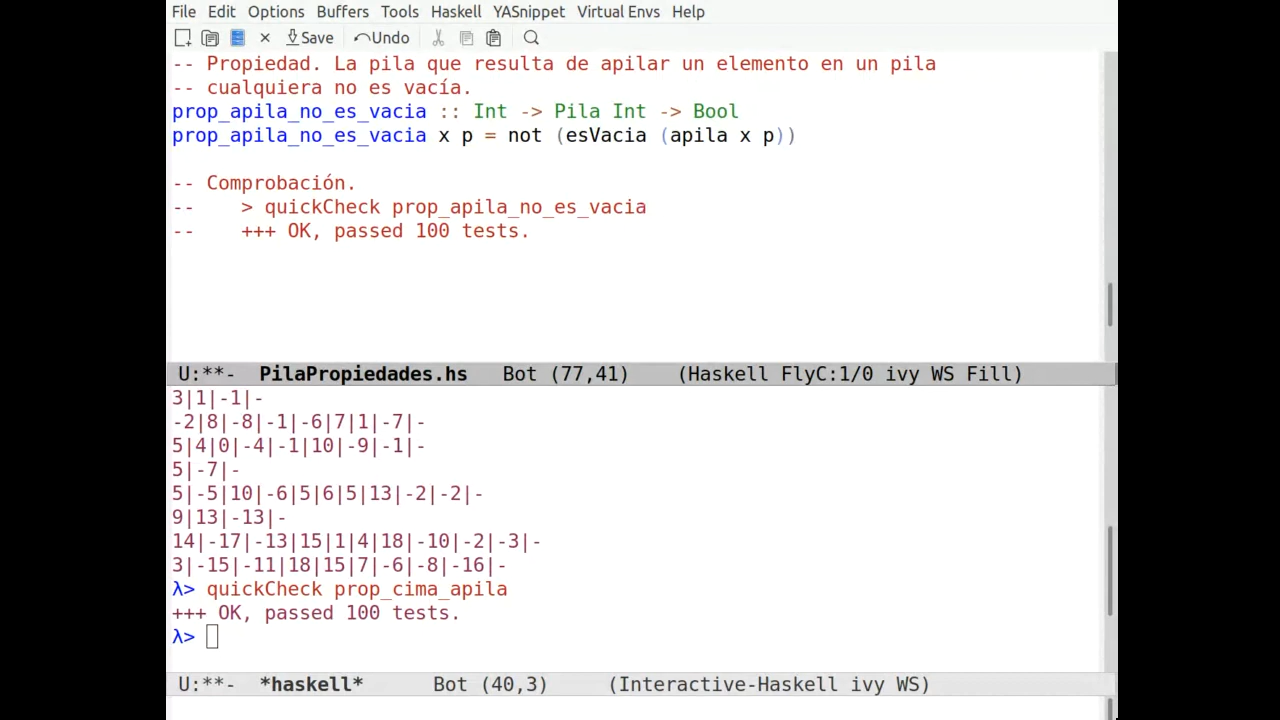 File Edit Options Buffers Tools Haskell YASnippet Virtual Envs Help
Save Undo
-- Propiedad. La pila que resulta de apilar un elemento en un pila
-- cualquiera no es vacía.
prop_apila_no_es_vacia :: Int -> Pila Int -> Bool
prop_apila_no_es_vacia x p = not (esVacia (apila x p))
-- Comprobación.
--    > quickCheck prop_apila_no_es_vacia
--    +++ OK, passed 100 tests.
U:**-  PilaPropiedades.hs   Bot (77,41)    (Haskell FlyC:1/0 ivy WS Fill)
3|1|-1|-
-2|8|-8|-1|-6|7|1|-7|-
5|4|0|-4|-1|10|-9|-1|-
5|-7|-
5|-5|10|-6|5|6|5|13|-2|-2|-
9|13|-13|-
14|-17|-13|15|1|4|18|-10|-2|-3|-
3|-15|-11|18|15|7|-6|-8|-16|-
λ> quickCheck prop_cima_apila
+++ OK, passed 100 tests.
λ>
U:**-  *haskell*      Bot (40,3)     (Interactive-Haskell ivy WS)